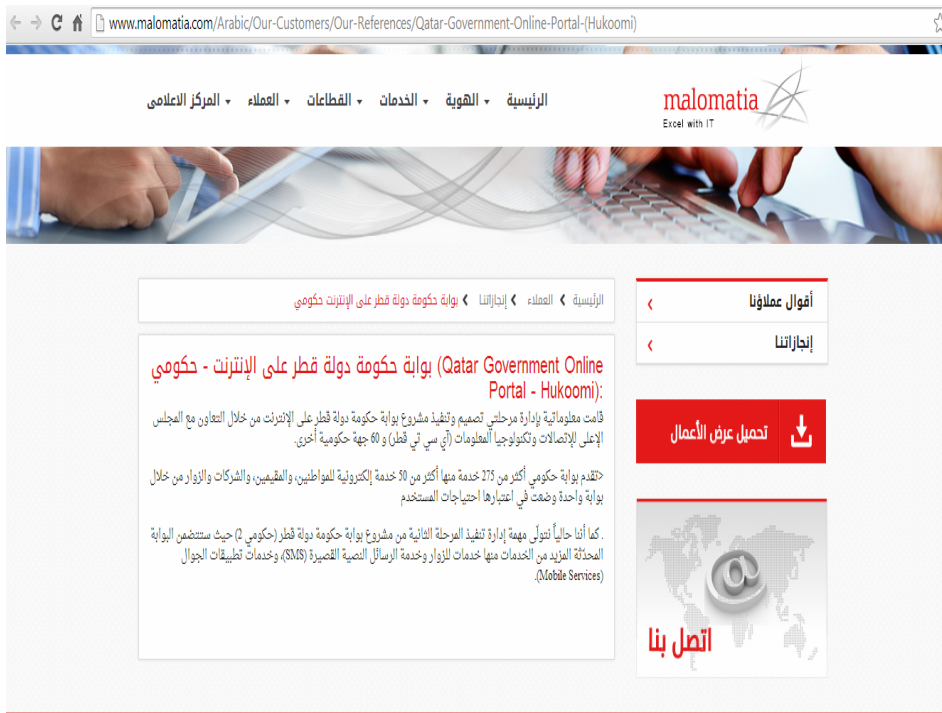 www.malomatia.com/Arabic/Our-Customers/Our-References/Qatar-Government-Online-Portal-(Hukoomi)
malomatia
Excel with IT
الرئيسية
الهوية
الخدمات
القطاعات
العملاء
المركز الاعلامى
أقوال عملاؤنا
إنجازاتنا
تحميل عرض الأعمال
@
اتصل بنا
الرئيسية العملاء إنجازاتنا بوابة حكومة دولة قطر على الإنترنت حكومي
بوابة حكومة دولة قطر على الإنترنت - حكومي (Qatar Government Online
Portal - Hukoomi):
قامت معلوماتية بإدارة مرحلتي تصميم وتنفيذ مشروع بوابة حكومة دولة قطر على الإنترنت من خلال التعاون مع المجلس
الإعلى للإتصالات وتكنولوجيا المعلومات (آي سي تي قطر) و 60 جهة حكومية أخرى.
<تقدم بوابة حكومي أكثر من 275 خدمة منها أكثر من 50 خدمة إلكترونية للمواطنين، والمقيمين، والشركات والزوار من خلال
بوابة واحدة وضعت في اعتبارها احتياجات المستخدم
. كما أننا حالياً نتولّى مهمة إدارة تنفيذ المرحلة الثانية من مشروع بوابة حكومة دولة قطر (حكومي 2) حيث ستتضمن البوابة
المحدّثة المزيد من الخدمات منها خدمات للزوار وخدمة الرسائل النصية القصيرة (SMS)، وخدمات تطبيقات الجوال
(Mobile Services).